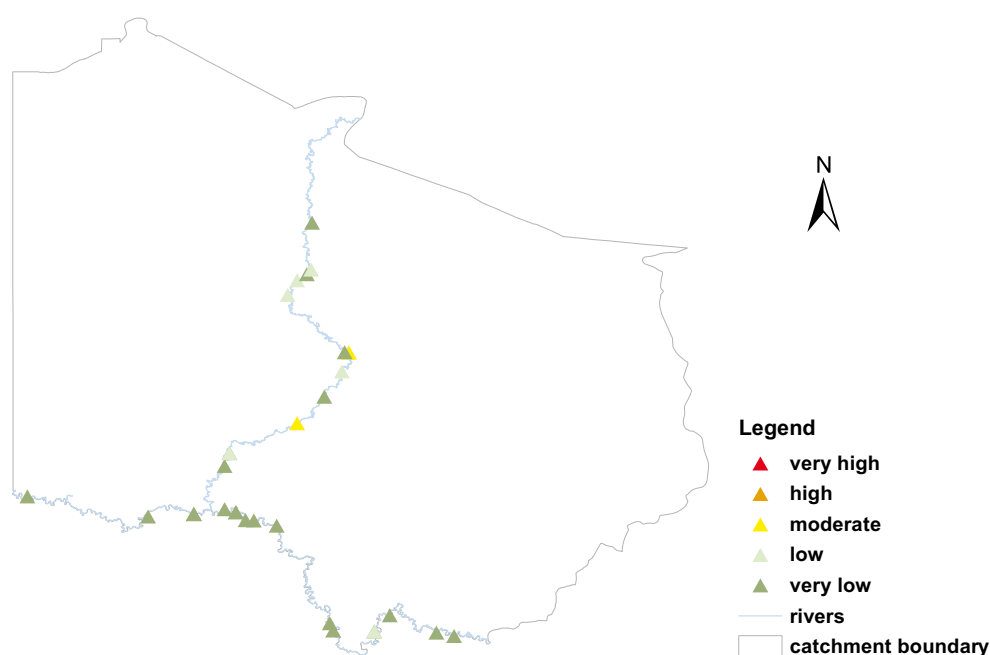 N
Legend
very high
high
moderate
low
very low
rivers
catchment boundary